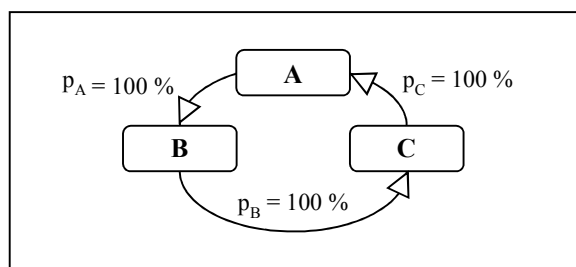 A
p_A = 100 %
p_C = 100 %
B
C
p_B = 100 %